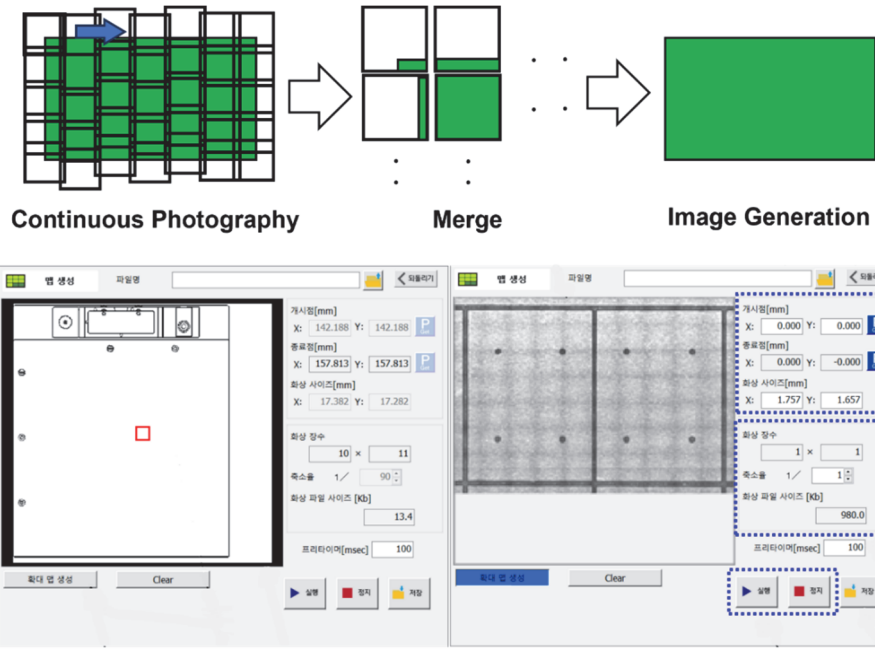 Continuous Photography
Merge
Image Generation
맵 생성
파일명
되돌리기
개시점[mm]
X: 142.188 Y: 142.188
종료점[mm]
X: 157.813 Y: 157.813
화상 사이즈[mm]
X: 17.382 Y: 17.282
화상 장수
10 × 11
축소율 1/ 90
화상 파일 사이즈 [Kb]
13.4
프리타이머[msec] 100
확대 맵 생성
Clear
실행
정지
저장
맵 생성
파일명
개시점[mm]
X: 0.000 Y: 0.000
종료점[mm]
X: 0.000 Y: -0.000
화상 사이즈[mm]
X: 1.757 Y: 1.657
화상 장수
1 × 1
축소율 1/ 1
화상 파일 사이즈 [Kb]
980.0
프리타이머[msec] 100
확대 맵 생성
Clear
실행
정지
저장